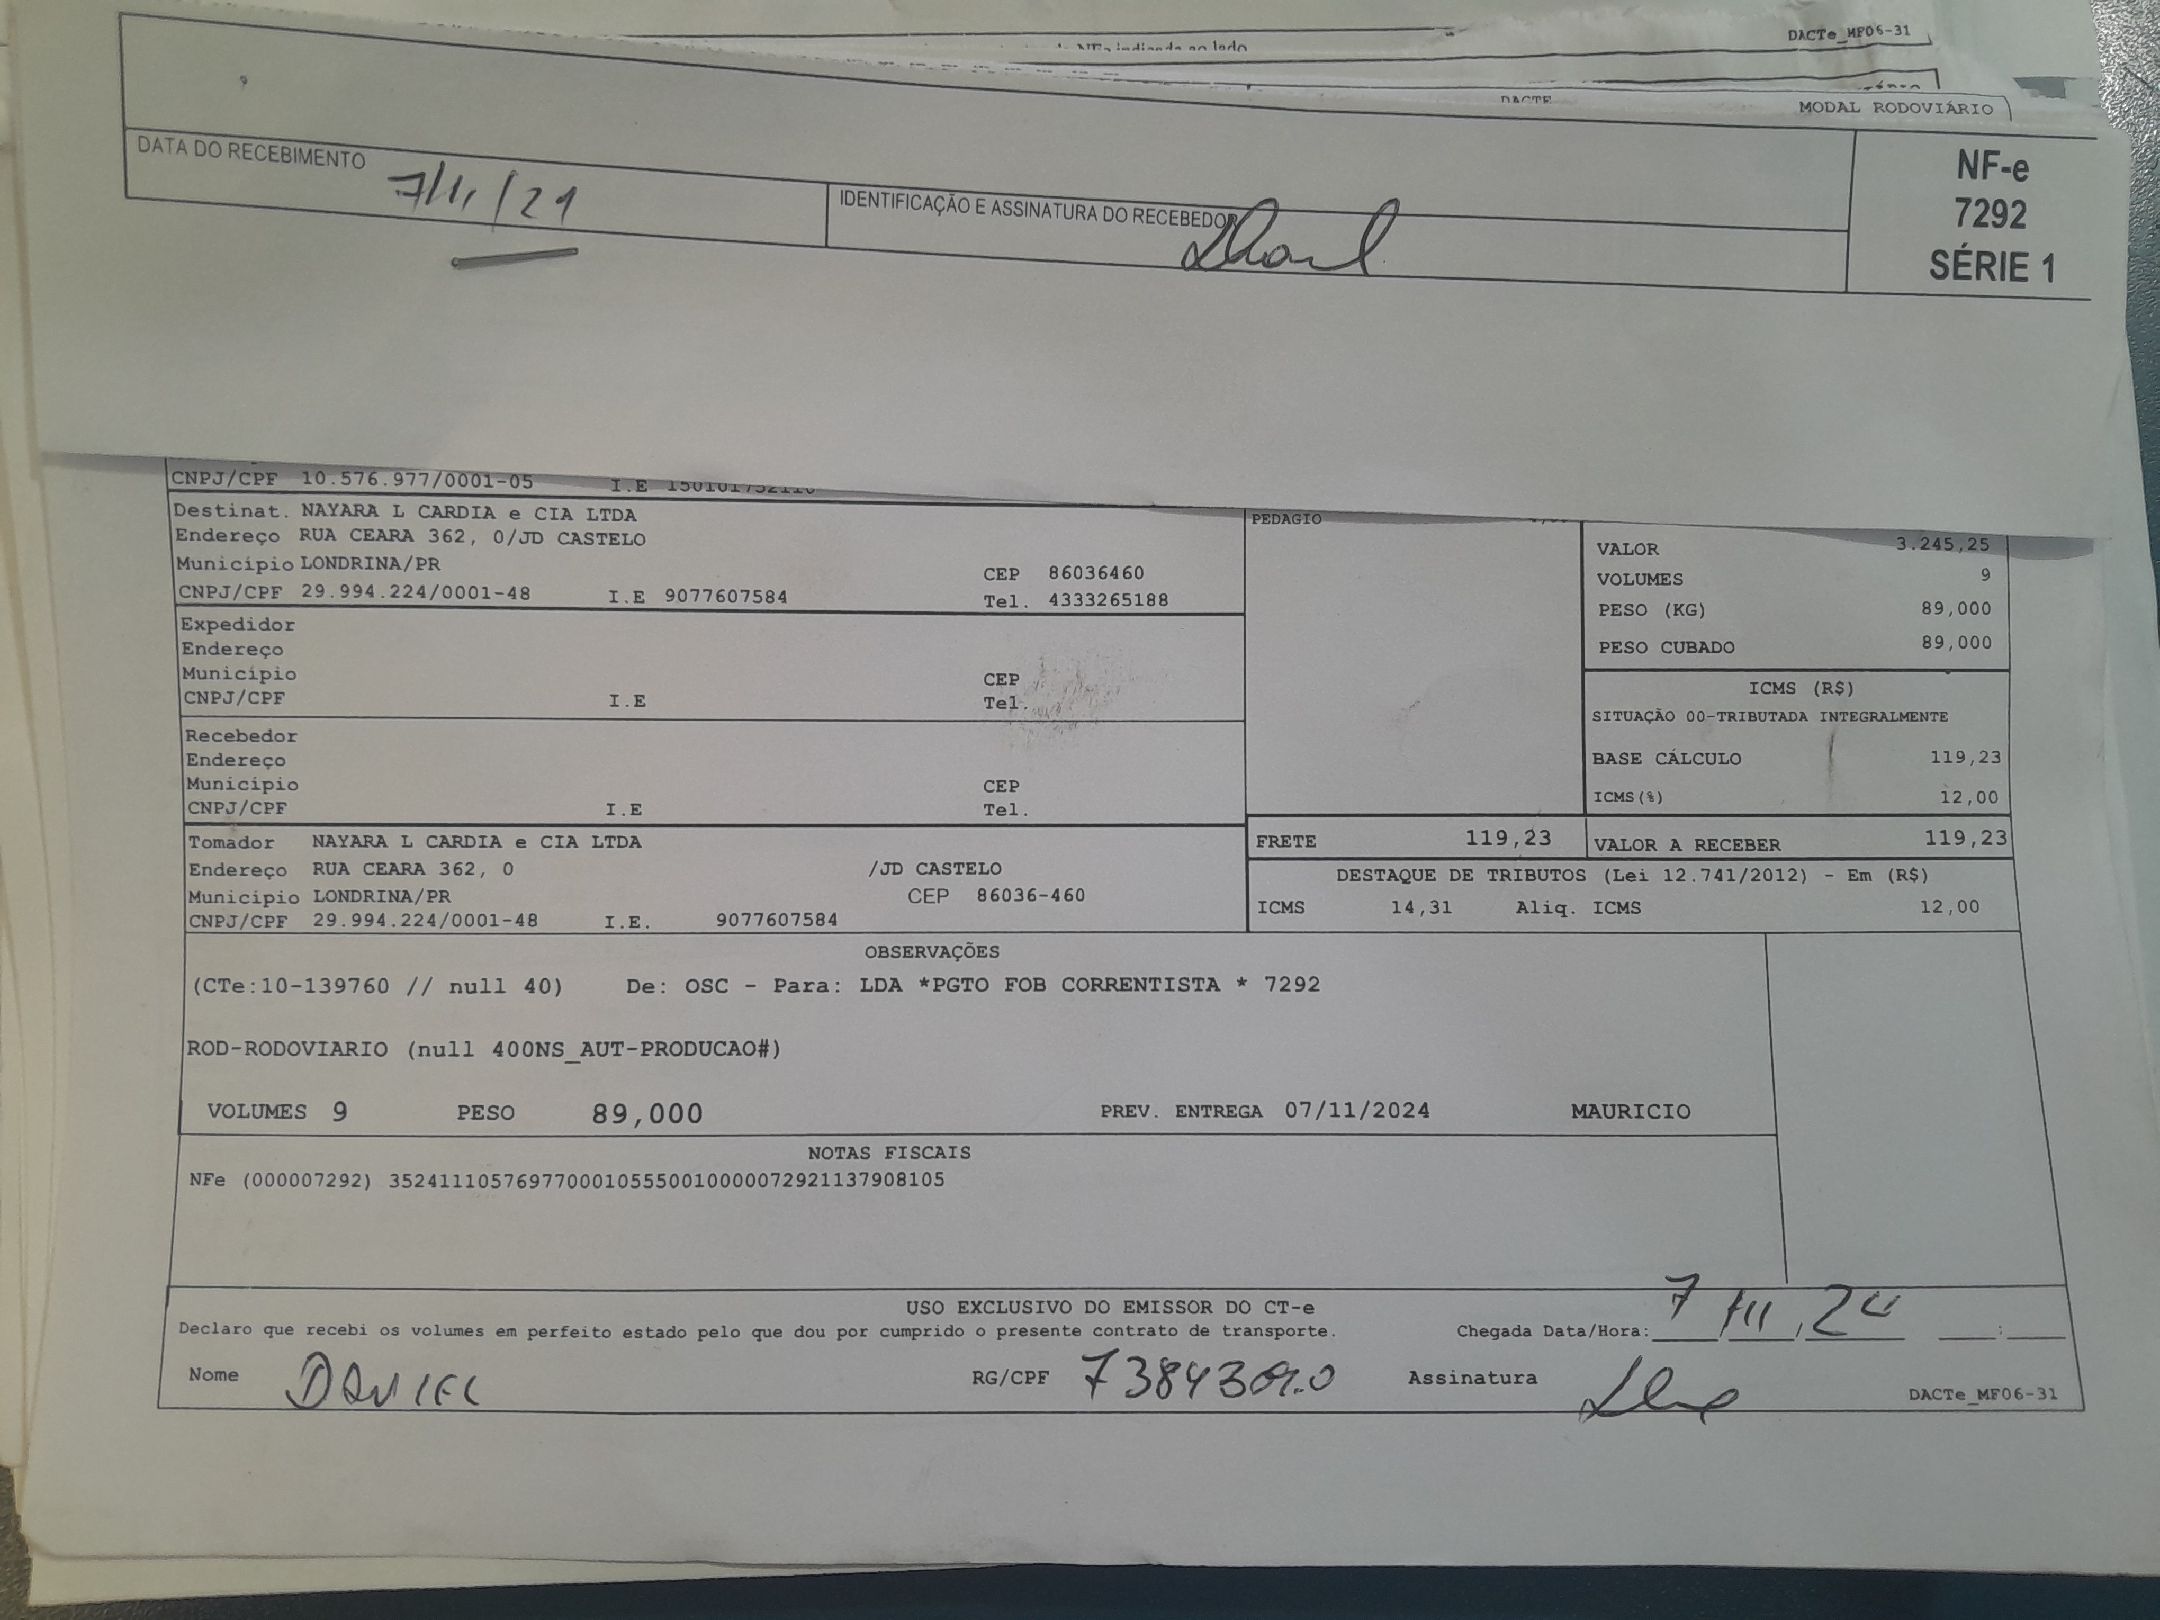 DACTe_MF06-31
NFe indicada ao lado
DACTE
MODAL RODOVIÁRIO
DATA DO RECEBIMENTO
7/11/21
IDENTIFICAÇÃO E ASSINATURA DO RECEBEDOR
NF-e
7292
SÉRIE 1
CNPJ/CPF 10.576.977/0001-05 I.E 150101752110
Destinat. NAYARA L CARDIA e CIA LTDA
Endereço RUA CEARA 362, 0/JD CASTELO
Município LONDRINA/PR CEP 86036460
CNPJ/CPF 29.994.224/0001-48 I.E 9077607584 Tel. 4333265188
PEDAGIO
VALOR 3.245,25
VOLUMES 9
PESO (KG) 89,000
PESO CUBADO 89,000
Expedidor
Endereço
Município CEP
CNPJ/CPF I.E Tel.
ICMS (R$)
SITUAÇÃO 00-TRIBUTADA INTEGRALMENTE
BASE CÁLCULO 119,23
ICMS(%) 12,00
Recebedor
Endereço
Município CEP
CNPJ/CPF I.E Tel.
Tomador NAYARA L CARDIA e CIA LTDA
Endereço RUA CEARA 362, 0 /JD CASTELO
Municipio LONDRINA/PR CEP 86036-460
CNPJ/CPF 29.994.224/0001-48 I.E. 9077607584
FRETE 119,23 VALOR A RECEBER 119,23
DESTAQUE DE TRIBUTOS (Lei 12.741/2012) - Em (R$)
ICMS 14,31 Aliq. ICMS 12,00
OBSERVAÇÕES
(CTe:10-139760 // null 40) De: OSC - Para: LDA *PGTO FOB CORRENTISTA * 7292
ROD-RODOVIARIO (null 400NS_AUT-PRODUCAO#)
VOLUMES 9 PESO 89,000 PREV. ENTREGA 07/11/2024 MAURICIO
NOTAS FISCAIS
NFe (000007292) 35241110576977000105550010000072921137908105
USO EXCLUSIVO DO EMISSOR DO CT-e
Declaro que recebi os volumes em perfeito estado pelo que dou por cumprido o presente contrato de transporte. Chegada Data/Hora: 7/11/24
Nome DANIEL RG/CPF Assinatura
DACTe_MF06-31